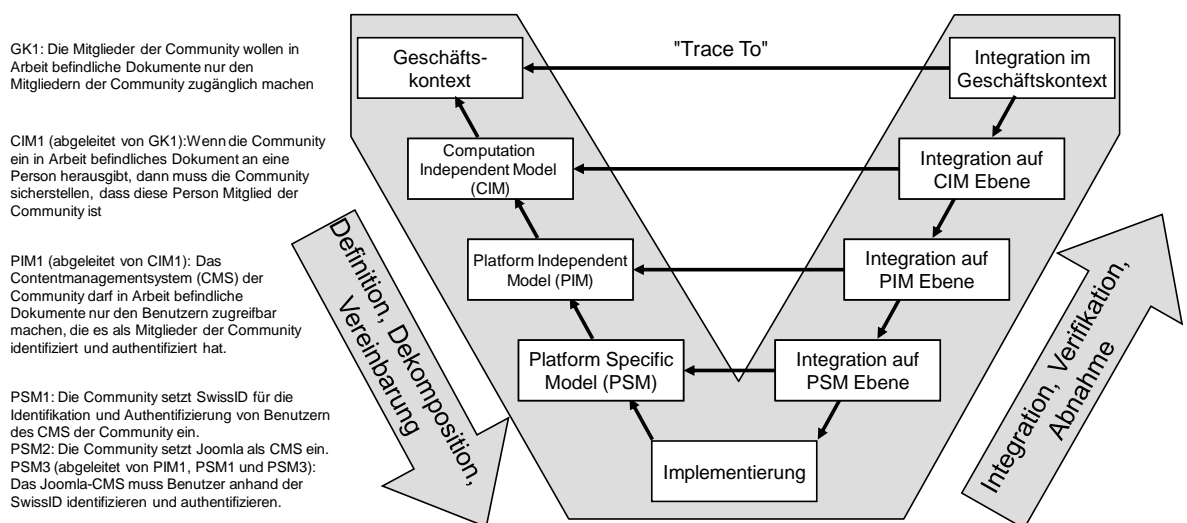 GK1: Die Mitglieder der Community wollen in
Arbeit befindliche Dokumente nur den
Mitgliedern der Community zugänglich machen
CIM1 (abgeleitet von GK1):Wenn die Community
ein in Arbeit befindliches Dokument an eine
Person herausgibt, dann muss die Community
sicherstellen, dass diese Person Mitglied der
Community ist
PIM1 (abgeleitet von CIM1): Das
Contentmanagementsystem (CMS) der
Community darf in Arbeit befindliche
Dokumente nur den Benutzern zugreifbar
machen, die es als Mitglieder der Community
identifiziert und authentifiziert hat.
PSM1: Die Community setzt SwissID für die
Identifikation und Authentifizierung von Benutzern
des CMS der Community ein.
PSM2: Die Community setzt Joomla als CMS ein.
PSM3 (abgeleitet von PIM1, PSM1 und PSM3):
Das Joomla-CMS muss Benutzer anhand der
SwissID identifizieren und authentifizieren.
Definition, Dekomposition,
Vereinbarung
Geschäfts-
kontext
"Trace To"
Integration im
Geschäftskontext
Computation
Independent Model
(CIM)
Integration auf
CIM Ebene
Platform Independent
Model (PIM)
Integration auf
PIM Ebene
Platform Specific
Model (PSM)
Integration auf
PSM Ebene
Implementierung
Integration, Verifikation,
Abnahme